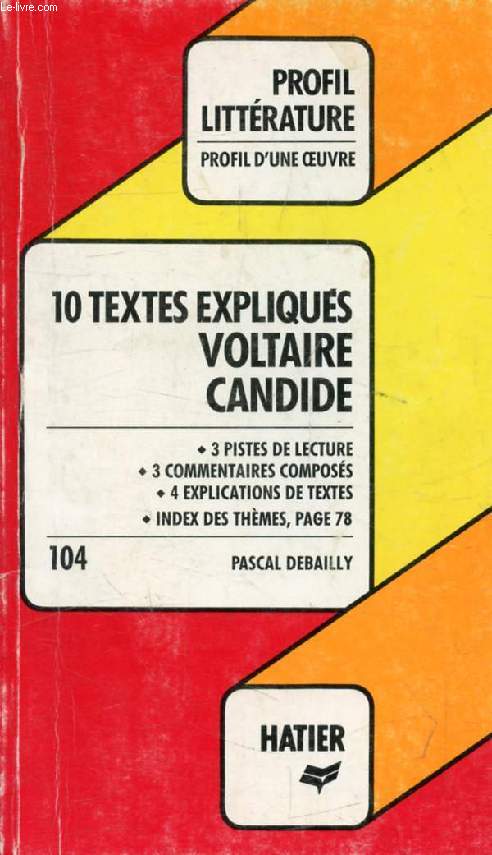 Le-livre.com
PROFIL
LITTÉRATURE
PROFIL D'UNE ŒUVRE
10 TEXTES EXPLIQUÉS
VOLTAIRE
CANDIDE
◆ 3 PISTES DE LECTURE
◆ 3 COMMENTAIRES COMPOSÉS
◆ 4 EXPLICATIONS DE TEXTES
◆ INDEX DES THÈMES, PAGE 78
104 PASCAL DEBAILLY
HATIER